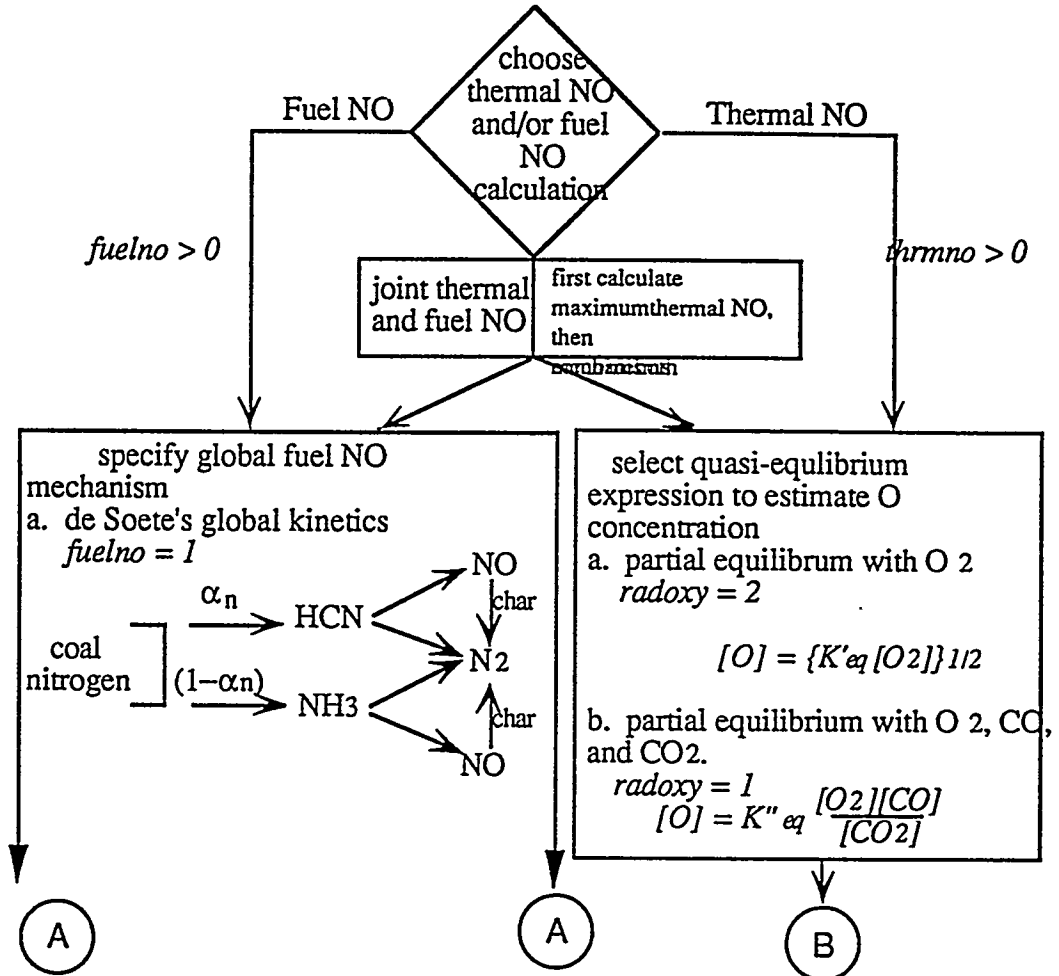 choose
thermal NO
and/or fuel
NO
calculation
Fuel NO
Thermal NO
fuelno > 0
thrmno > 0
joint thermal
and fuel NO
first calculate
maximumthermal NO,
then
specify global fuel NO
mechanism
a. de Soete's global kinetics
fuelno = 1
coal
nitrogen
αn
(1-αn)
HCN
NH3
NO
char
N2
char
NO
select quasi-equlibrium
expression to estimate O
concentration
a. partial equilibrum with O 2
radoxy = 2
[O] = {K'eq [O2]} 1/2
b. partial equilibrium with O 2, CO,
and CO2.
radoxy = 1
[O] = K" eq [O2][CO]
[CO2]
A
A
B